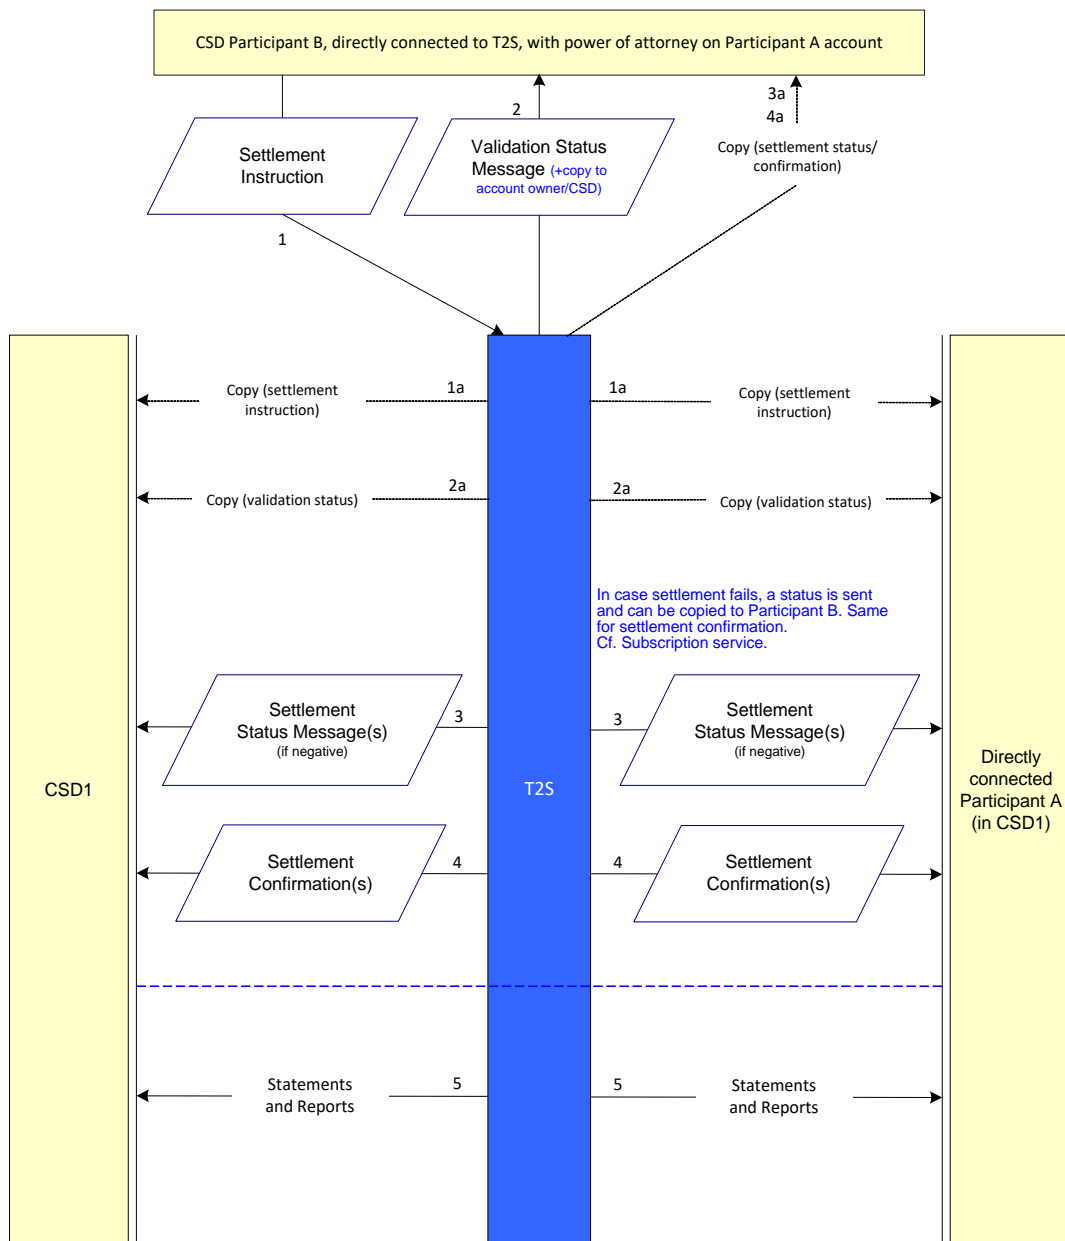 CSD Participant B, directly connected to T2S, with power of attorney on Participant A account
Settlement
Instruction
1
2
Validation Status
Message (+copy to
account owner/CSD)
3a
4a
Copy (settlement status/
confirmation)
CSD1
T2S
Directly
connected
Participant A
(in CSD1)
Copy (settlement
instruction)
1a
1a
Copy (settlement
instruction)
Copy (validation status)
2a
2a
Copy (validation status)
In case settlement fails, a status is sent
and can be copied to Participant B. Same
for settlement confirmation.
Cf. Subscription service.
Settlement
Status Message(s)
(if negative)
3
3
Settlement
Status Message(s)
(if negative)
Settlement
Confirmation(s)
4
4
Settlement
Confirmation(s)
Statements
and Reports
5
5
Statements
and Reports